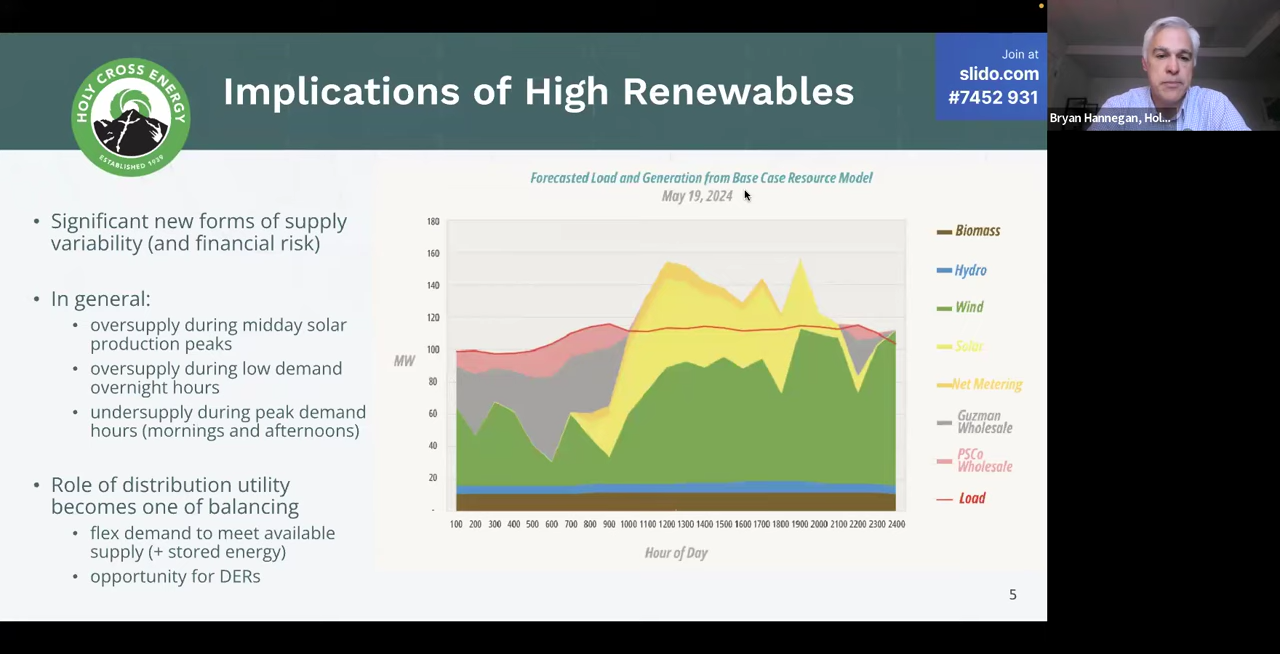 HOLY CROSS ENERGY
ESTABLISHED 1939
Implications of High Renewables
Join at
slido.com
#7452 931
Bryan Hannegan, Hol...
• Significant new forms of supply
variability (and financial risk)
• In general:
• oversupply during midday solar
production peaks
• oversupply during low demand
overnight hours
• undersupply during peak demand
hours (mornings and afternoons)
• Role of distribution utility
becomes one of balancing
• flex demand to meet available
supply (+ stored energy)
• opportunity for DERs
Forecasted Load and Generation from Base Case Resource Model
May 19, 2024
180
160
140
120
100
80
60
40
20
-
MW
100 200 300 400 500 600 700 800 900 1000 1100 1200 1300 1400 1500 1600 1700 1800 1900 2000 2100 2200 2300 2400
Hour of Day
Biomass
Hydro
Wind
Solar
Net Metering
Guzman
Wholesale
PSCo
Wholesale
Load
5